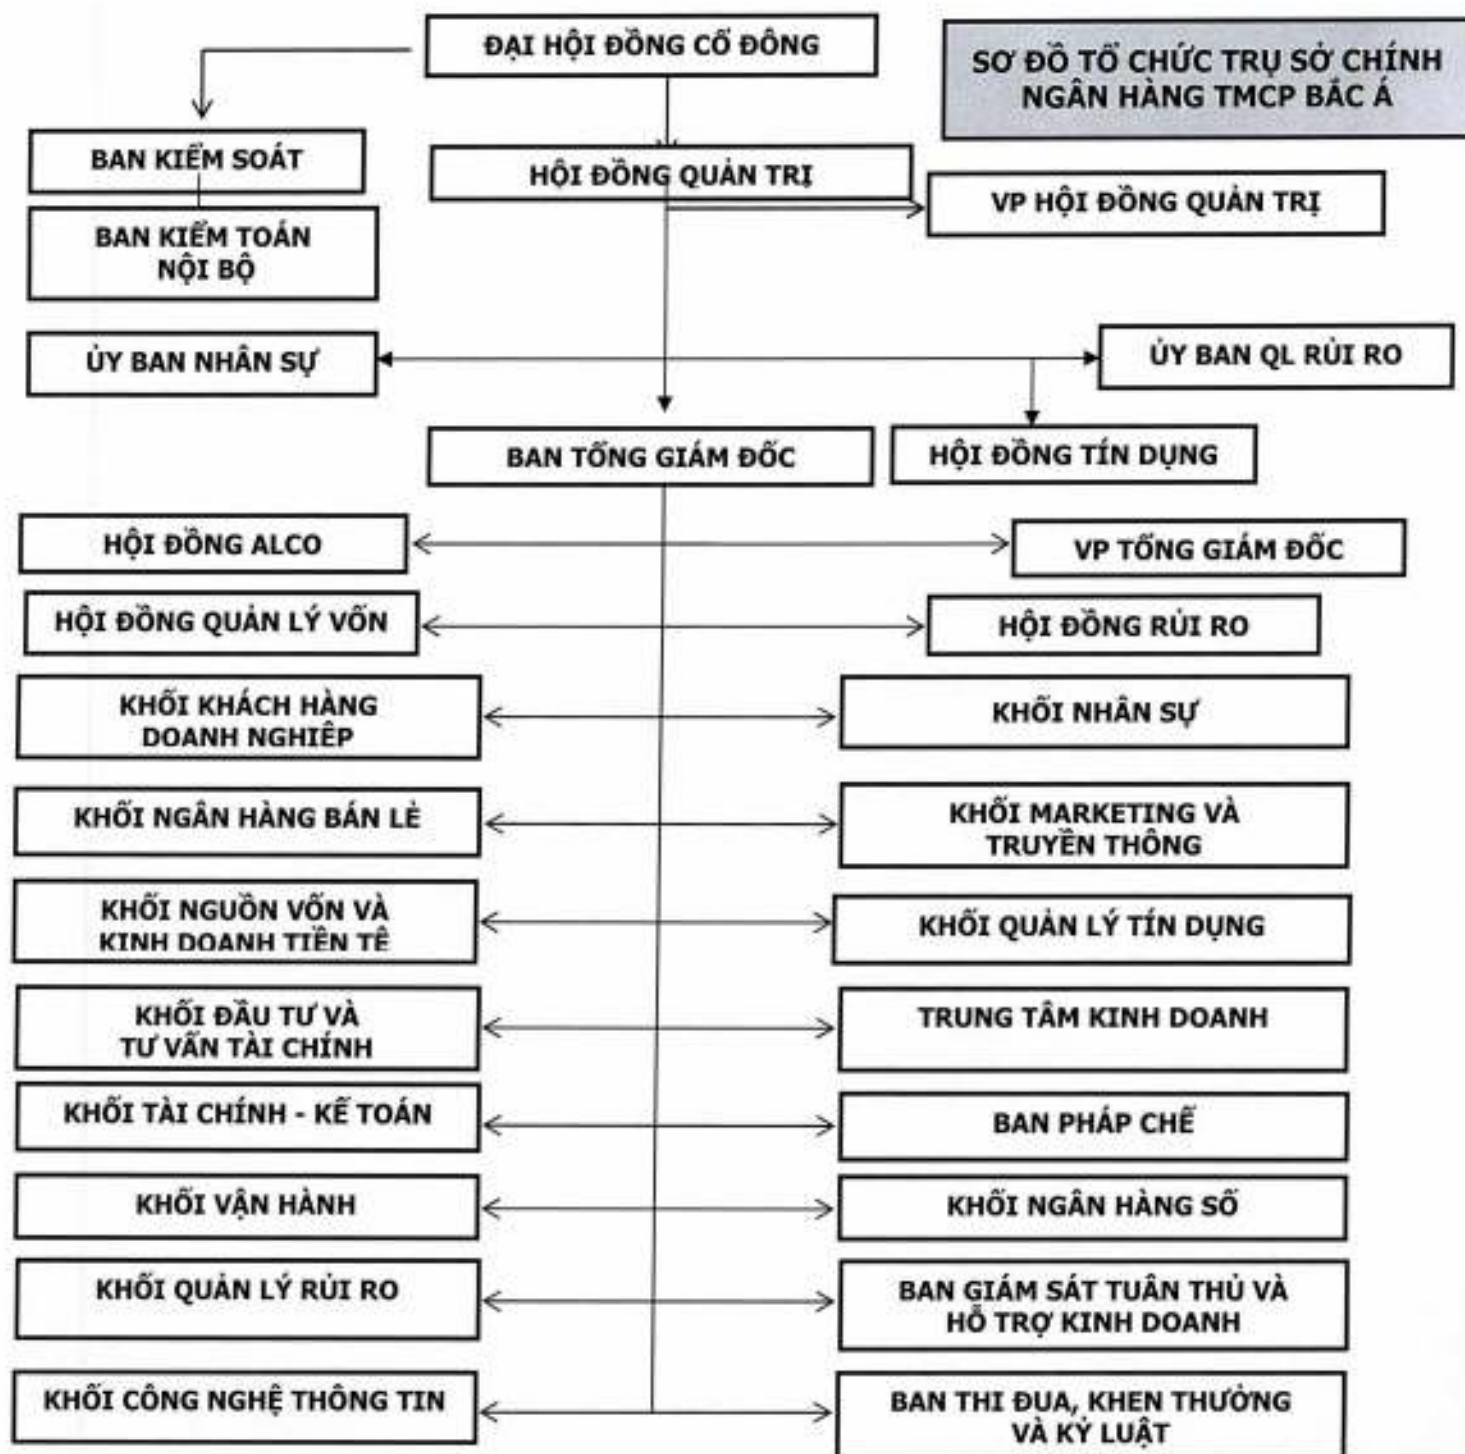 ĐẠI HỘI ĐỒNG CỔ ĐÔNG
SƠ ĐỒ TỔ CHỨC TRỤ SỞ CHÍNH
NGÂN HÀNG TMCP BẮC Á
BAN KIỂM SOÁT
HỘI ĐỒNG QUẢN TRỊ
VP HỘI ĐỒNG QUẢN TRỊ
BAN KIỂM TOÁN
NỘI BỘ
ỦY BAN NHÂN SỰ
ỦY BAN QL RỦI RO
BAN TỔNG GIÁM ĐỐC
HỘI ĐỒNG TÍN DỤNG
HỘI ĐỒNG ALCO
VP TỔNG GIÁM ĐỐC
HỘI ĐỒNG QUẢN LÝ VỐN
HỘI ĐỒNG RỦI RO
KHỐI KHÁCH HÀNG
DOANH NGHIỆP
KHỐI NHÂN SỰ
KHỐI NGÂN HÀNG BÁN LẺ
KHỐI MARKETING VÀ
TRUYỀN THÔNG
KHỐI NGUỒN VỐN VÀ
KINH DOANH TIỀN TỆ
KHỐI QUẢN LÝ TÍN DỤNG
KHỐI ĐẦU TƯ VÀ
TƯ VẤN TÀI CHÍNH
TRUNG TÂM KINH DOANH
KHỐI TÀI CHÍNH - KẾ TOÁN
BAN PHÁP CHẾ
KHỐI VẬN HÀNH
KHỐI NGÂN HÀNG SỐ
KHỐI QUẢN LÝ RỦI RO
BAN GIÁM SÁT TUÂN THỦ VÀ
HỖ TRỢ KINH DOANH
KHỐI CÔNG NGHỆ THÔNG TIN
BAN THI ĐUA, KHEN THƯỞNG
VÀ KỶ LUẬT